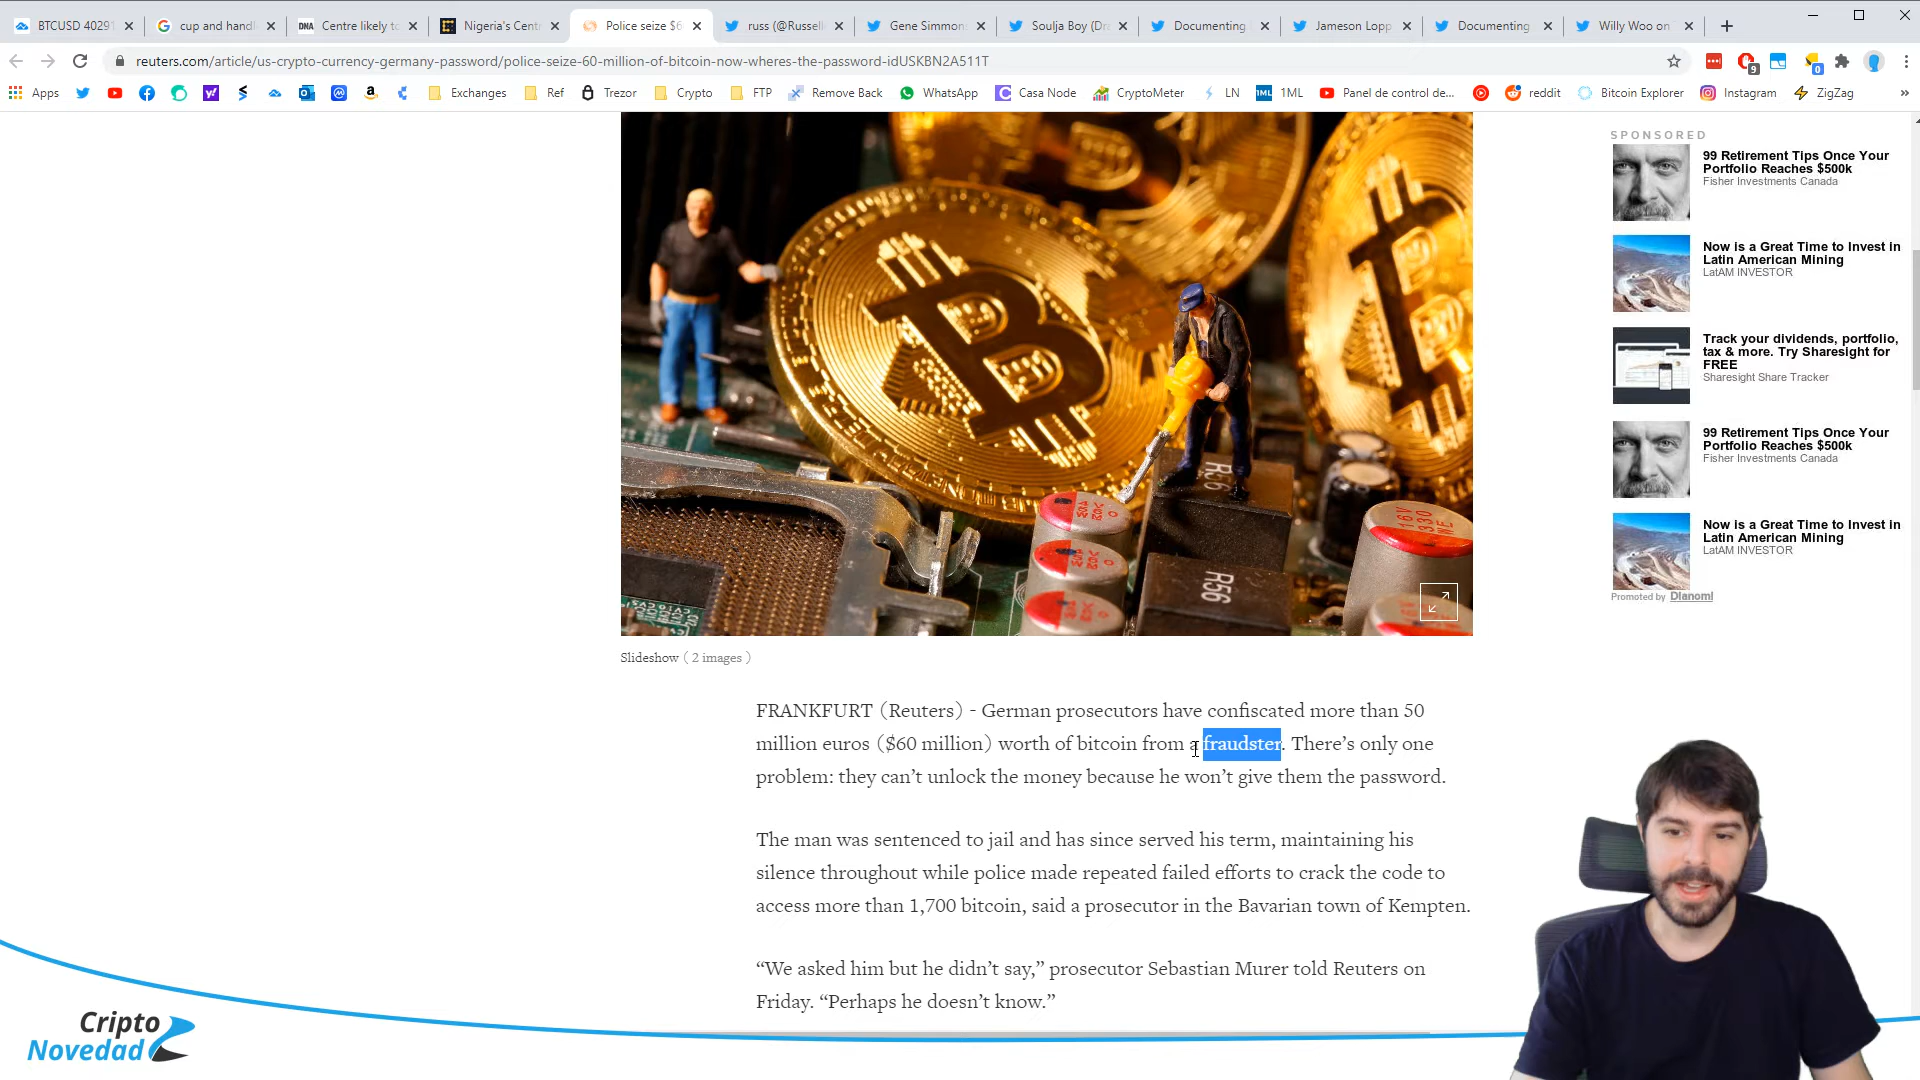 BTCUSD 40291
cup and handl
DNA Centre likely to
Nigeria's Centr
Police seize $6
russ (@Russell
Gene Simmon
Soulja Boy (Dra
Documenting
Jameson Lopp
Documenting
Willy Woo on
reuters.com/article/us-crypto-currency-germany-password/police-seize-60-million-of-bitcoin-now-wheres-the-password-idUSKBN2A511T
9
0
Apps
Exchanges
Ref
Trezor
Crypto
FTP
Remove Back
WhatsApp
Casa Node
CryptoMeter
LN
1ML 1ML
Panel de control de...
reddit
Bitcoin Explorer
Instagram
ZigZag
SPONSORED
99 Retirement Tips Once Your
Portfolio Reaches $500k
Fisher Investments Canada
Now is a Great Time to Invest in
Latin American Mining
LatAM INVESTOR
Track your dividends, portfolio,
tax & more. Try Sharesight for
FREE
Sharesight Share Tracker
99 Retirement Tips Once Your
Portfolio Reaches $500k
Fisher Investments Canada
Now is a Great Time to Invest in
Latin American Mining
LatAM INVESTOR
Promoted by Dianomi
R56
R56
16V
330
Slideshow ( 2 images )
FRANKFURT (Reuters) - German prosecutors have confiscated more than 50
million euros ($60 million) worth of bitcoin from a fraudster. There’s only one
problem: they can’t unlock the money because he won’t give them the password.
The man was sentenced to jail and has since served his term, maintaining his
silence throughout while police made repeated failed efforts to crack the code to
access more than 1,700 bitcoin, said a prosecutor in the Bavarian town of Kempten.
“We asked him but he didn’t say,” prosecutor Sebastian Murer told Reuters on
Friday. “Perhaps he doesn’t know.”
Cripto
Novedad